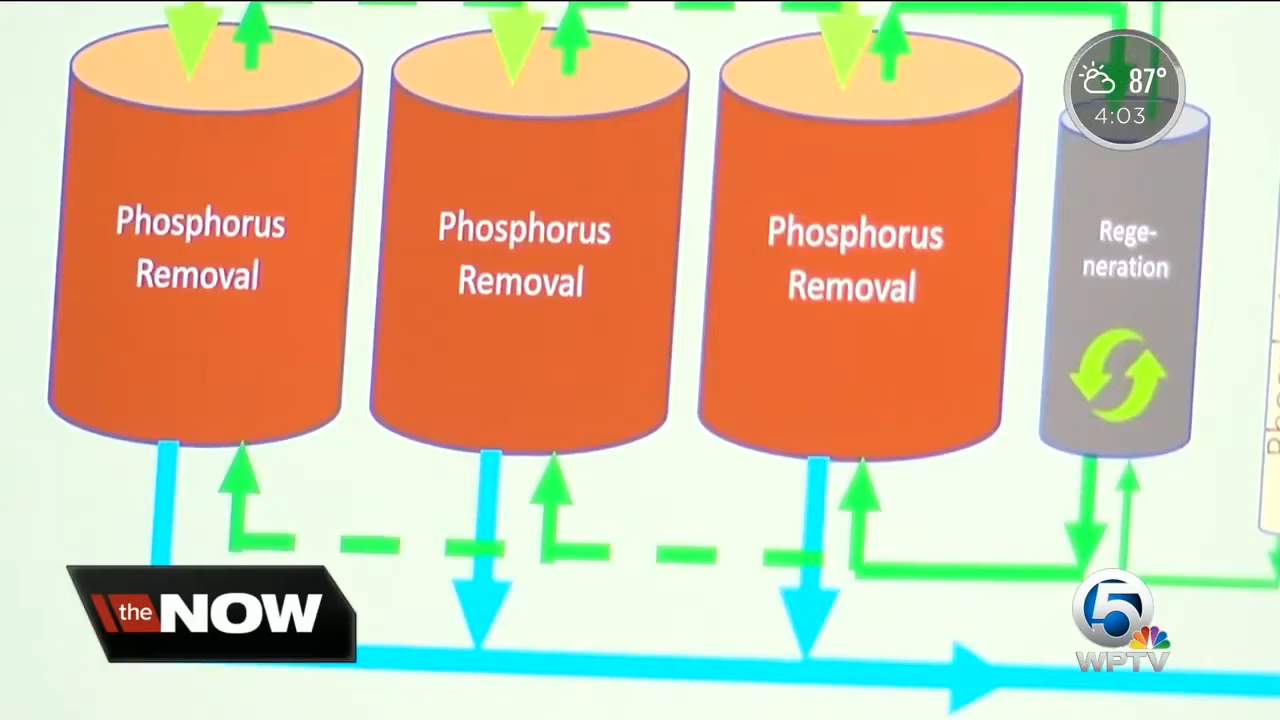 87°
4:03
Phosphorus
Removal
Phosphorus
Removal
Phosphorus
Removal
Rege-
neration
the NOW
5
WPTV